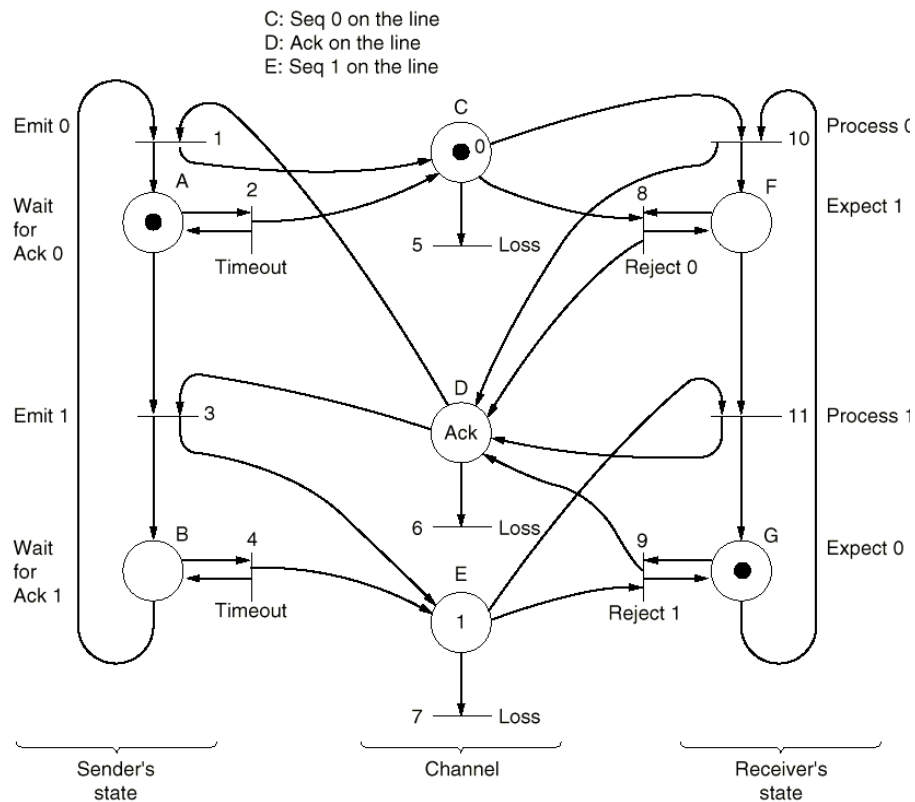 C: Seq 0 on the line
D: Ack on the line
E: Seq 1 on the line
C
Emit 0
1
0
10
Process 0
A
2
8
F
Wait
for
Ack 0
Expect 1
5
Loss
Timeout
Reject 0
D
Emit 1
3
Ack
11
Process 1
6
Loss
B
4
9
G
Wait
for
Ack 1
Expect 0
E
Timeout
Reject 1
1
7
Loss
Sender's
state
Channel
Receiver's
state